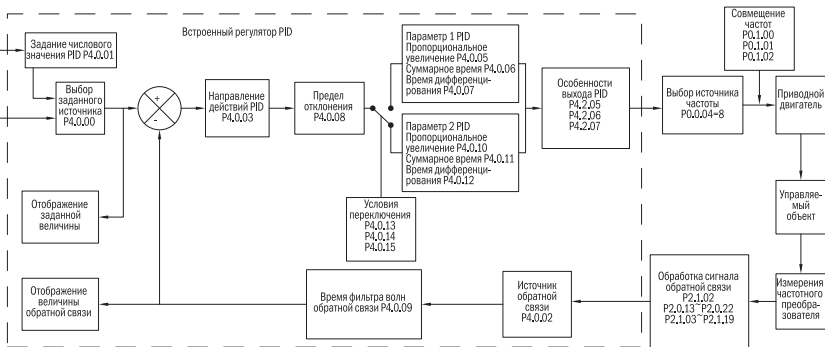 Встроенный регулятор PID
Задание числового
значения PID P4.0.01
Выбор
заданного
источника
P4.0.00
+
-
Направление
действий PID
P4.0.03
Предел
отклонения
P4.0.08
Параметр 1 PID
Пропорциональное
увеличение P4.0.05
Суммарное время P4.0.06
Время дифференци-
рования P4.0.07
Параметр 2 PID
Пропорциональное
увеличение P4.0.10
Суммарное время P4.0.11
Время дифференци-
рования P4.0.12
Условия
переключения
P4.0.13
P4.0.14
P4.0.15
Особенности
выхода PID
P4.2.05
P4.2.06
P4.2.07
Выбор источника
частоты
P0.0.04=8
Совмещение
частот
P0.1.00
P0.1.01
P0.1.02
Приводной
двигатель
Управляе-
мый
объект
Измерения
частотного
преобра-
зователя
Обработка сигнала
обратной связи
P2.1.02
P2.0.13~P2.0.22
P2.1.03~P2.1.19
Источник
обратной
связи
P4.0.02
Время фильтра волн
обратной связи P4.0.09
Отображение
заданной
величины
Отображение
величины
обратной связи